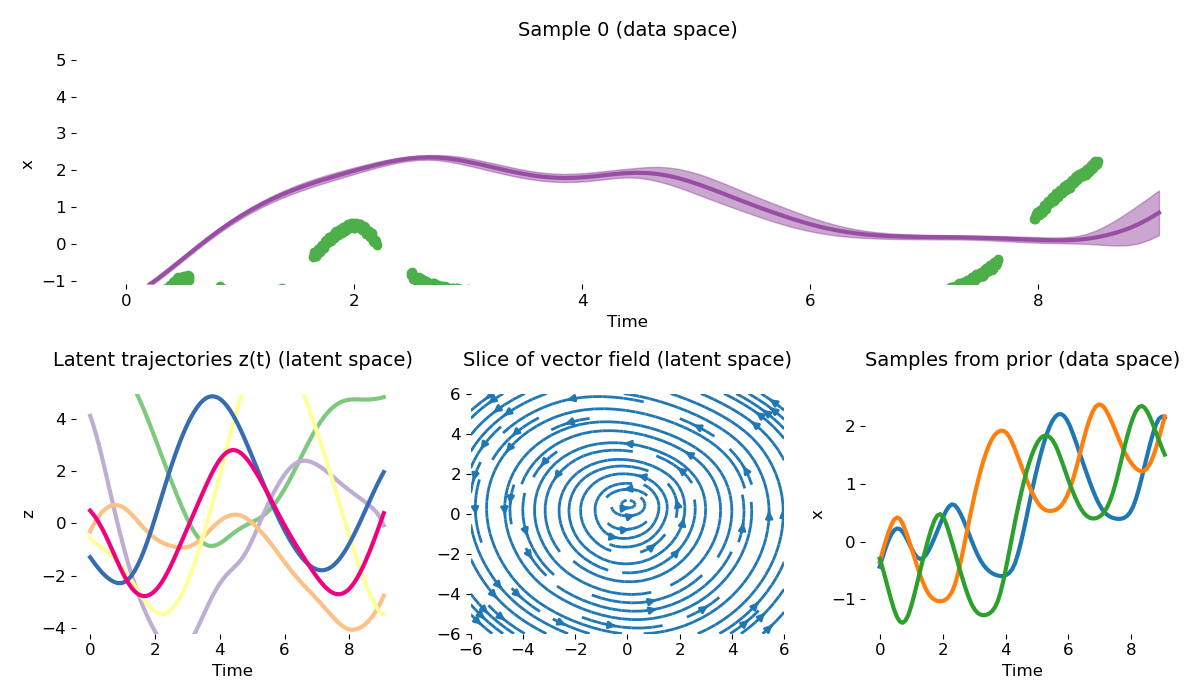 Sample 0 (data space)
5
4
3
2
1
0
−1
x
0 2 4 6 8
Time
Latent trajectories z(t) (latent space)
4
2
0
−2
−4
z
0 2 4 6 8
Time
Slice of vector field (latent space)
6
4
2
0
−2
−4
−6
−6 −4 −2 0 2 4 6
Samples from prior (data space)
2
1
0
−1
x
0 2 4 6 8
Time